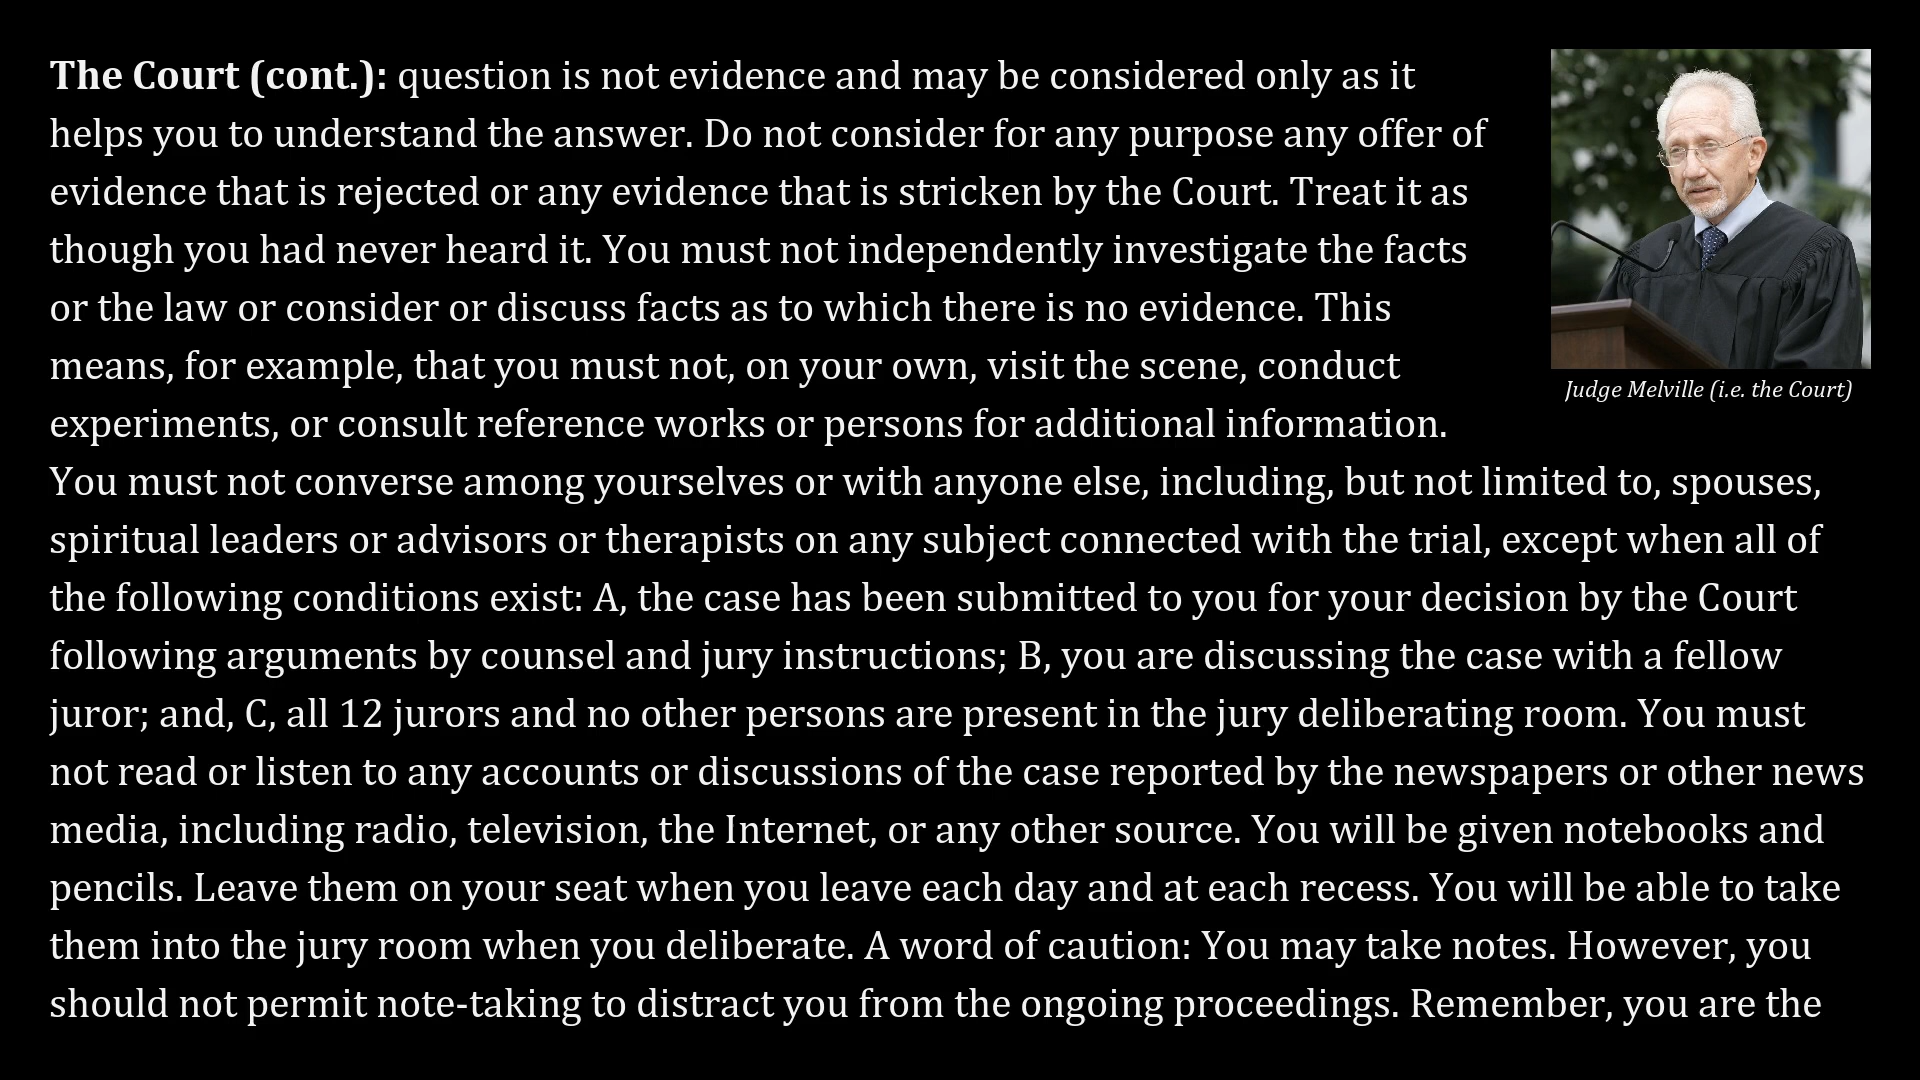 The Court (cont.): question is not evidence and may be considered only as it
helps you to understand the answer. Do not consider for any purpose any offer of
evidence that is rejected or any evidence that is stricken by the Court. Treat it as
though you had never heard it. You must not independently investigate the facts
or the law or consider or discuss facts as to which there is no evidence. This
means, for example, that you must not, on your own, visit the scene, conduct
experiments, or consult reference works or persons for additional information.
You must not converse among yourselves or with anyone else, including, but not limited to, spouses,
spiritual leaders or advisors or therapists on any subject connected with the trial, except when all of
the following conditions exist: A, the case has been submitted to you for your decision by the Court
following arguments by counsel and jury instructions; B, you are discussing the case with a fellow
juror; and, C, all 12 jurors and no other persons are present in the jury deliberating room. You must
not read or listen to any accounts or discussions of the case reported by the newspapers or other news
media, including radio, television, the Internet, or any other source. You will be given notebooks and
pencils. Leave them on your seat when you leave each day and at each recess. You will be able to take
them into the jury room when you deliberate. A word of caution: You may take notes. However, you
should not permit note-taking to distract you from the ongoing proceedings. Remember, you are the
Judge Melville (i.e. the Court)